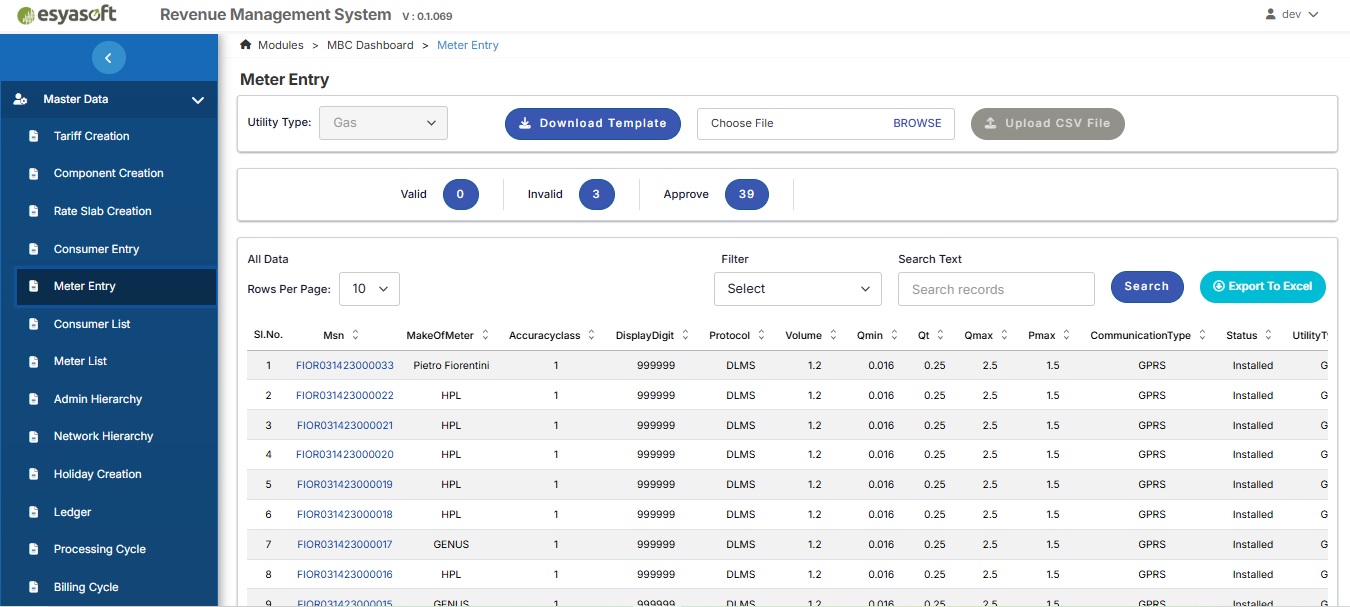 esyasoft Revenue Management System V : 0.1.069 dev
Modules > MBC Dashboard > Meter Entry
Master Data
Tariff Creation
Component Creation
Rate Slab Creation
Consumer Entry
Meter Entry
Consumer List
Meter List
Admin Hierarchy
Network Hierarchy
Holiday Creation
Ledger
Processing Cycle
Billing Cycle
Meter Entry
Utility Type: Gas Download Template Choose File BROWSE Upload CSV File
Valid 0 Invalid 3 Approve 39
All Data Filter Search Text
Rows Per Page: 10 Select Search records Search Export To Excel
Sl.No. Msn MakeOfMeter Accuracyclass DisplayDigit Protocol Volume Qmin Qt Qmax Pmax CommunicationType Status UtilityTy
1 FIOR031423000033 Pietro Fiorentini 1 999999 DLMS 1.2 0.016 0.25 2.5 1.5 GPRS Installed G
2 FIOR031423000022 HPL 1 999999 DLMS 1.2 0.016 0.25 2.5 1.5 GPRS Installed G
3 FIOR031423000021 HPL 1 999999 DLMS 1.2 0.016 0.25 2.5 1.5 GPRS Installed G
4 FIOR031423000020 HPL 1 999999 DLMS 1.2 0.016 0.25 2.5 1.5 GPRS Installed G
5 FIOR031423000019 HPL 1 999999 DLMS 1.2 0.016 0.25 2.5 1.5 GPRS Installed G
6 FIOR031423000018 HPL 1 999999 DLMS 1.2 0.016 0.25 2.5 1.5 GPRS Installed G
7 FIOR031423000017 GENUS 1 999999 DLMS 1.2 0.016 0.25 2.5 1.5 GPRS Installed G
8 FIOR031423000016 HPL 1 999999 DLMS 1.2 0.016 0.25 2.5 1.5 GPRS Installed G
9 FIOR031423000015 GENUS 1 999999 DLMS 1.2 0.016 0.25 2.5 1.5 GPRS Installed G